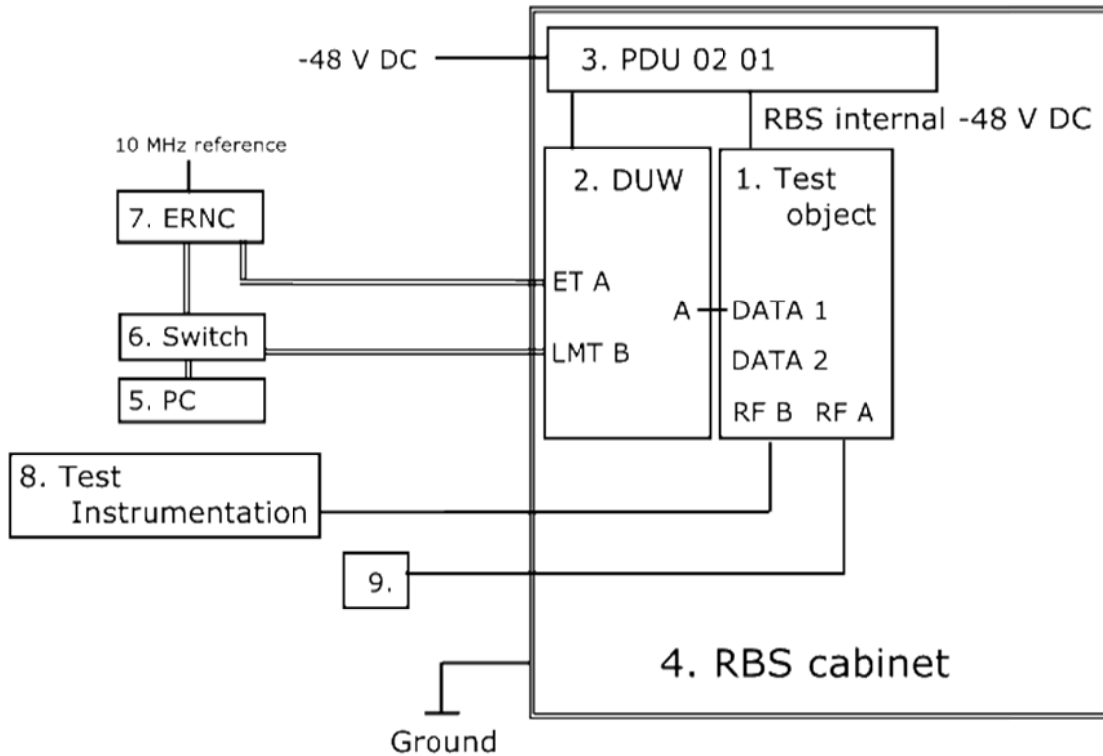 -48 V DC
3. PDU 02 01
RBS internal -48 V DC
10 MHz reference
7. ERNC
2. DUW
1. Test
object
ET A
A
DATA 1
6. Switch
LMT B
DATA 2
5. PC
RF B RF A
8. Test
Instrumentation
9.
4. RBS cabinet
Ground